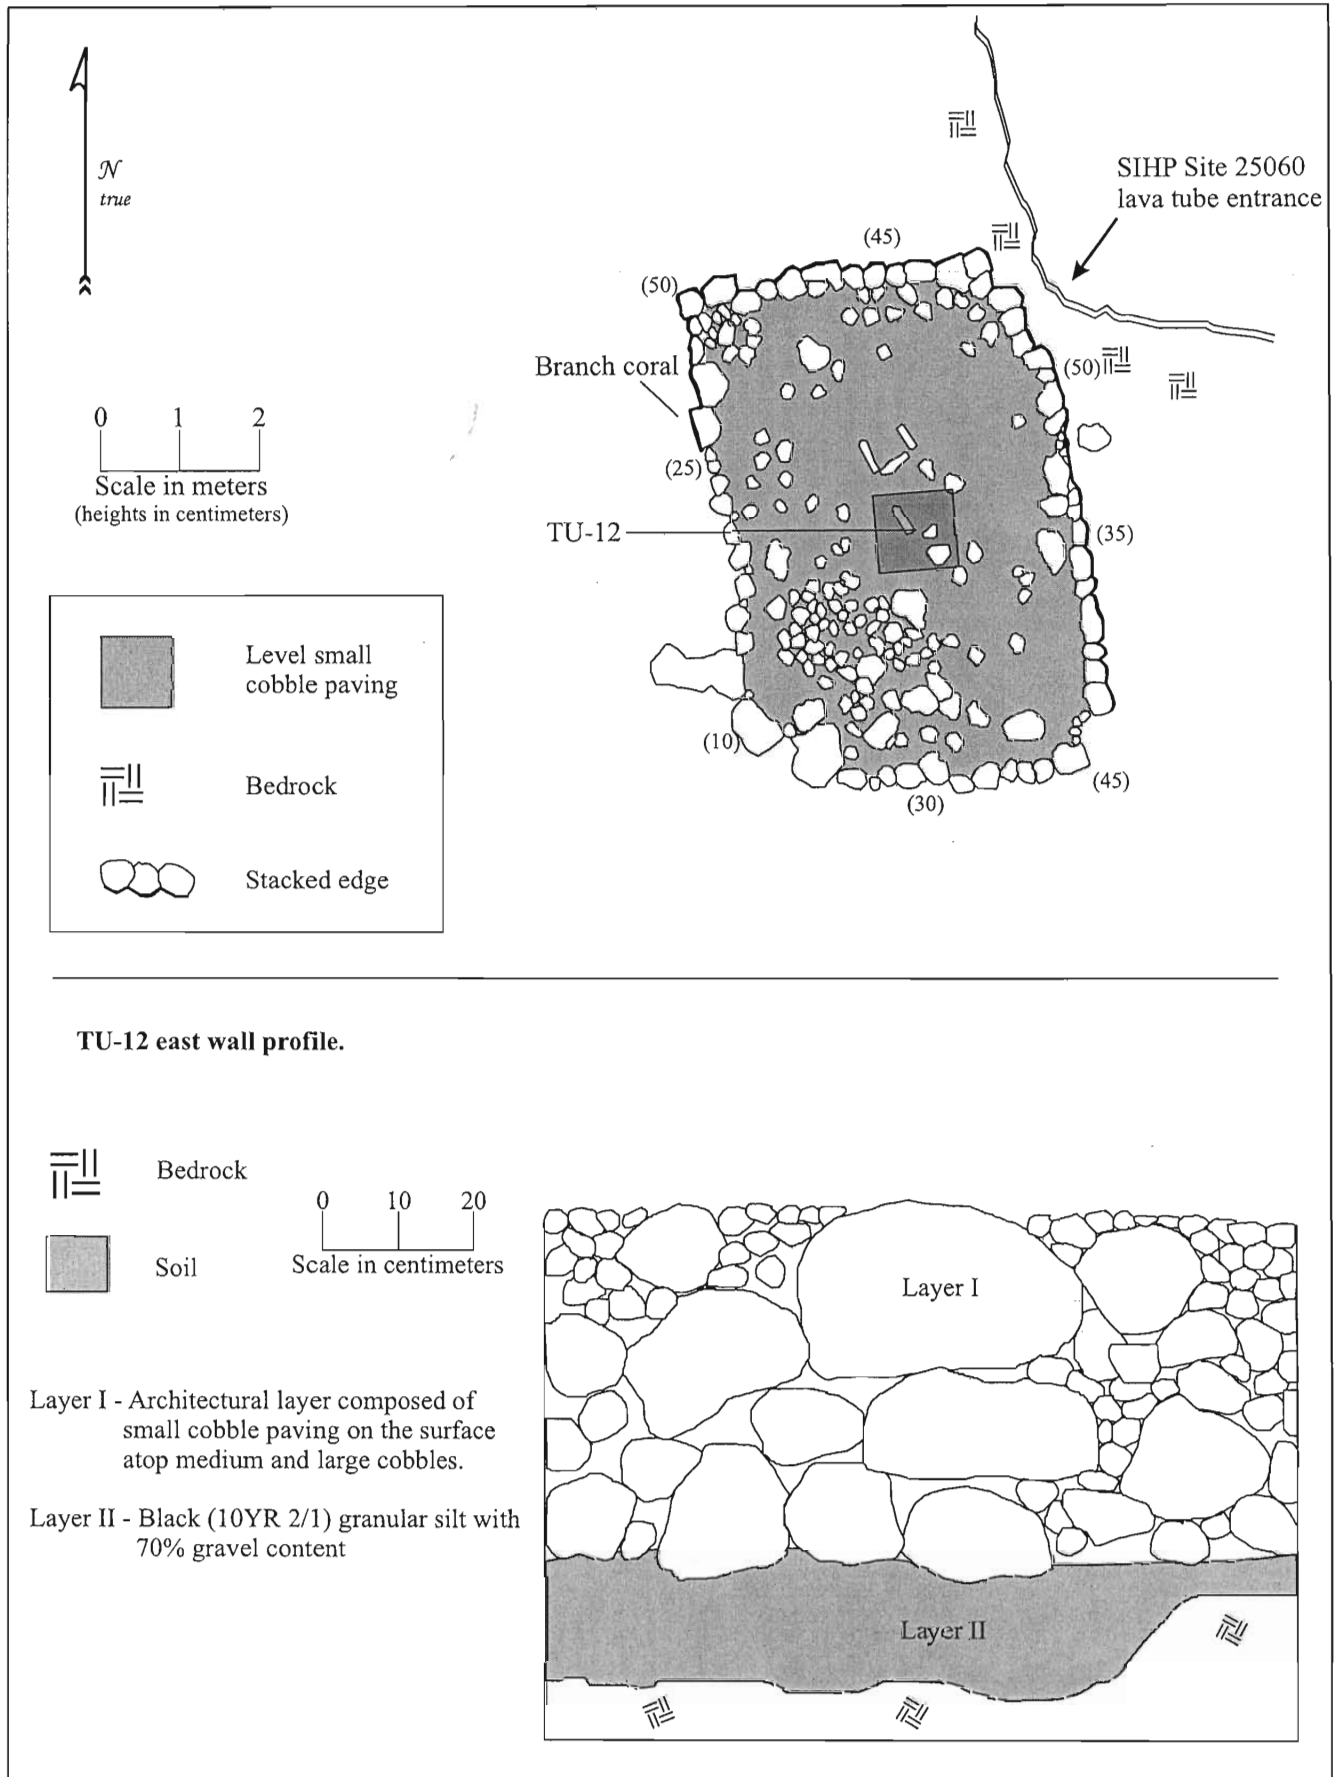 N
true
SIHP Site 25060
lava tube entrance
(45)
(50)
Branch coral
(50)
0 1 2
(25)
Scale in meters
(heights in centimeters)
TU-12
(35)
Level small
cobble paving
(10)
Bedrock
(45)
(30)
Stacked edge
TU-12 east wall profile.
Bedrock
0 10 20
Soil
Scale in centimeters
Layer I
Layer I - Architectural layer composed of
small cobble paving on the surface
atop medium and large cobbles.
Layer II - Black (10YR 2/1) granular silt with
70% gravel content
Layer II